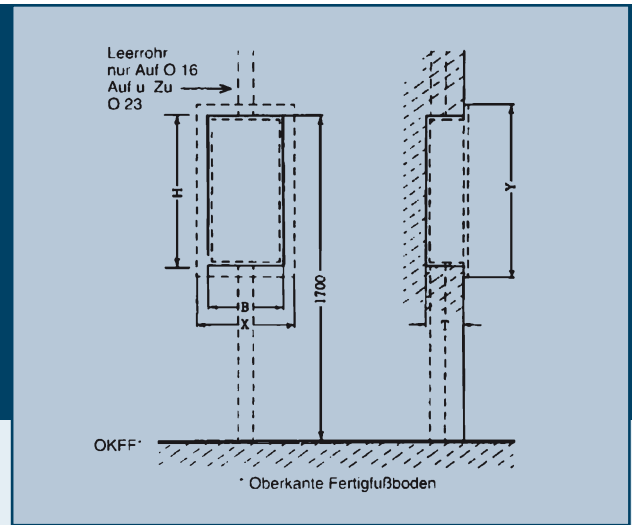 Leerrohr
nur Auf O 16
Auf u Zu
O 23
H
B
X
1700
T
Y
OKFF*
* Oberkante Fertigfußboden